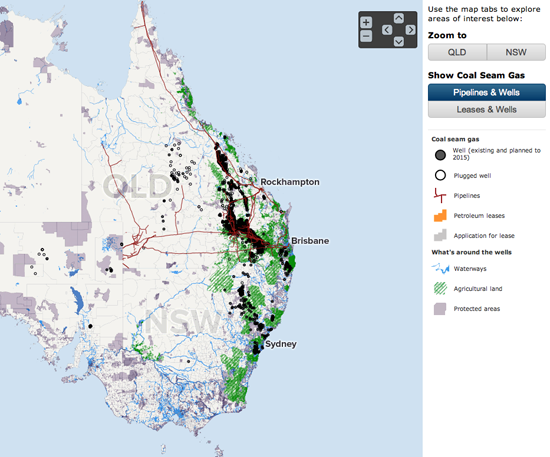 Use the map tabs to explore
areas of interest below:
Zoom to
QLD
NSW
Show Coal Seam Gas
Pipelines & Wells
Leases & Wells
Coal seam gas
Well (existing and planned to
2015)
Plugged well
Pipelines
Petroleum leases
Application for lease
What's around the wells
Waterways
Agricultural land
Protected areas
QLD
Rockhampton
Brisbane
NSW
Sydney